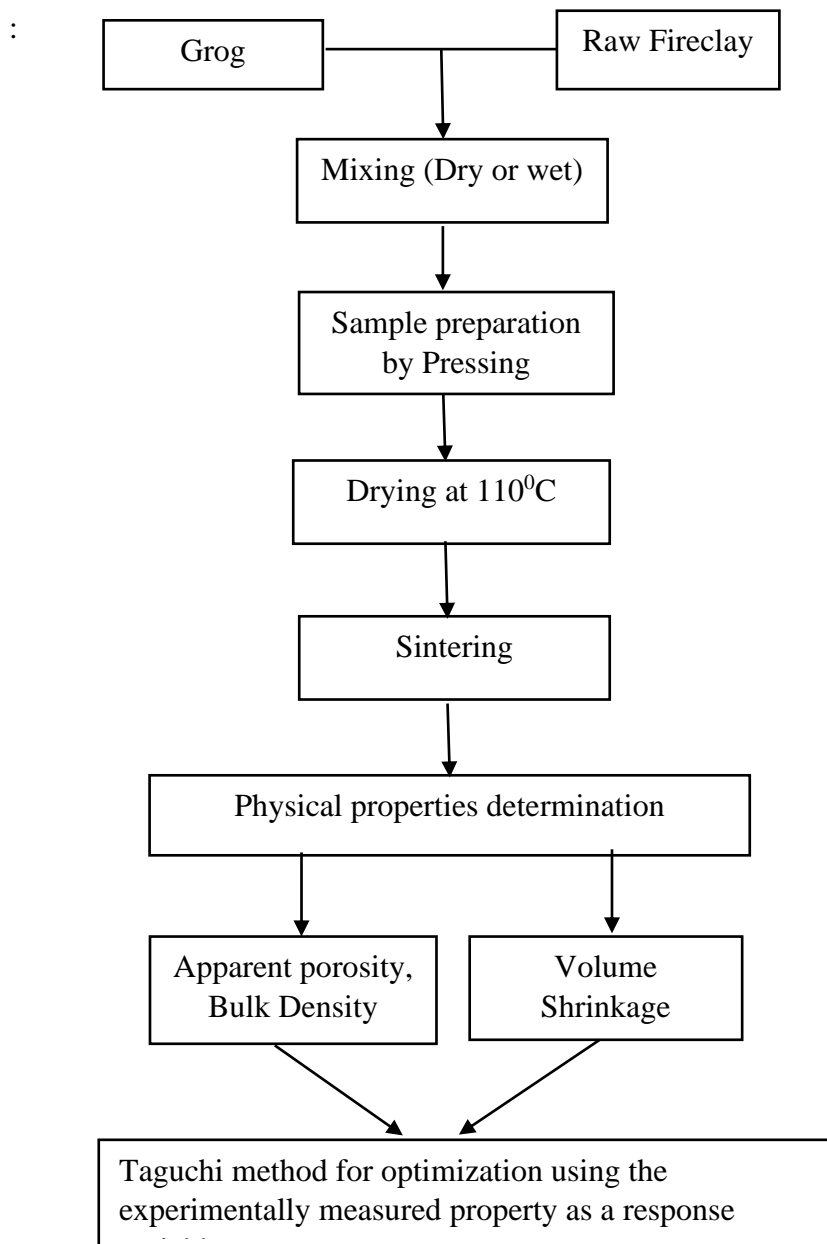 :
Grog
Raw Fireclay
Mixing (Dry or wet)
Sample preparation
by Pressing
Drying at 110⁰C
Sintering
Physical properties determination
Apparent porosity,
Bulk Density
Volume
Shrinkage
Taguchi method for optimization using the
experimentally measured property as a response